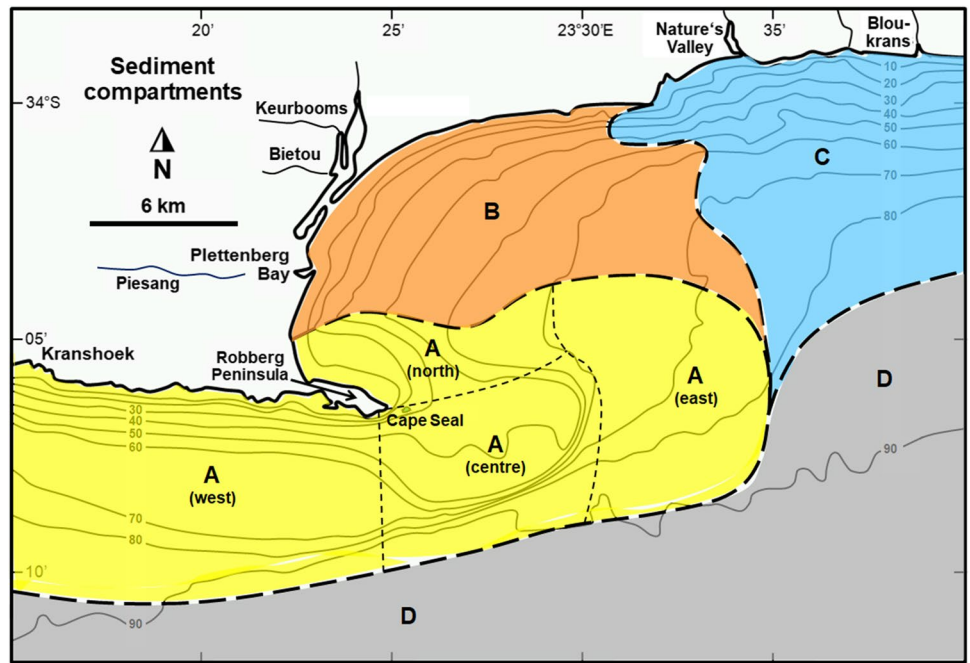 20'
25'
23°30'E
35'
Nature's
Valley
Blou-
krans
Sediment
compartments
34°S
Keurbooms
Bietou
N
6 km
Plettenberg
Bay
Piesang
10
20
30
40
50
60
70
80
C
B
05'
Kranshoek
Robberg
Peninsula
A
(north)
A
(east)
D
30
40
50
60
Cape Seal
A
(centre)
90
A
(west)
70
80
10'
D
90